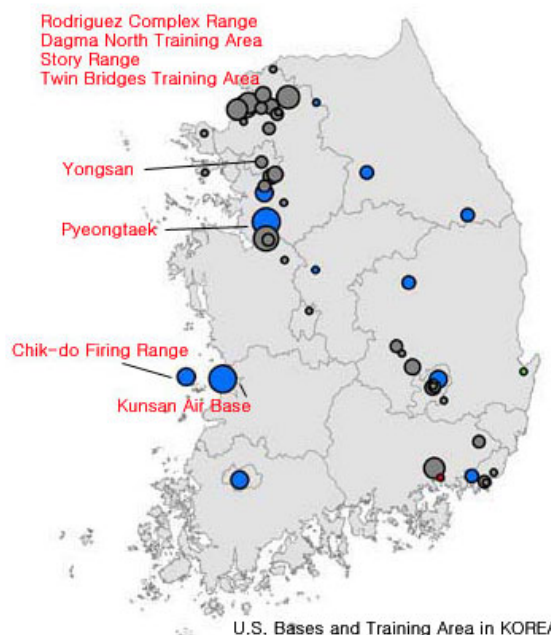 Rodriguez Complex Range
Dagma North Training Area
Story Range
Twin Bridges Training Area
Yongsan
Pyeongtaek
Chik-do Firing Range
Kunsan Air Base
U.S. Bases and Training Area in KOREA